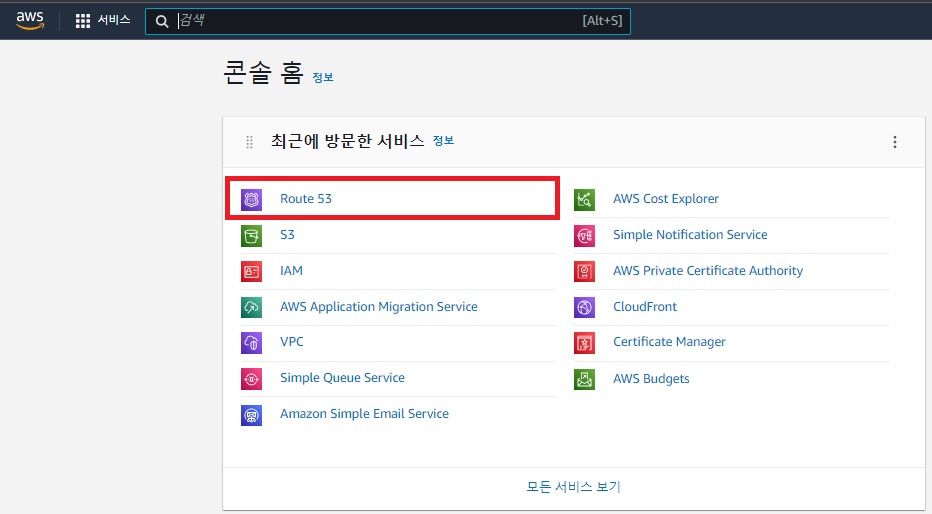 aws
서비스
검색
[Alt+S]
콘솔 홈 정보
최근에 방문한 서비스 정보
Route 53
S3
IAM
AWS Application Migration Service
VPC
Simple Queue Service
Amazon Simple Email Service
AWS Cost Explorer
Simple Notification Service
AWS Private Certificate Authority
CloudFront
Certificate Manager
AWS Budgets
모든 서비스 보기